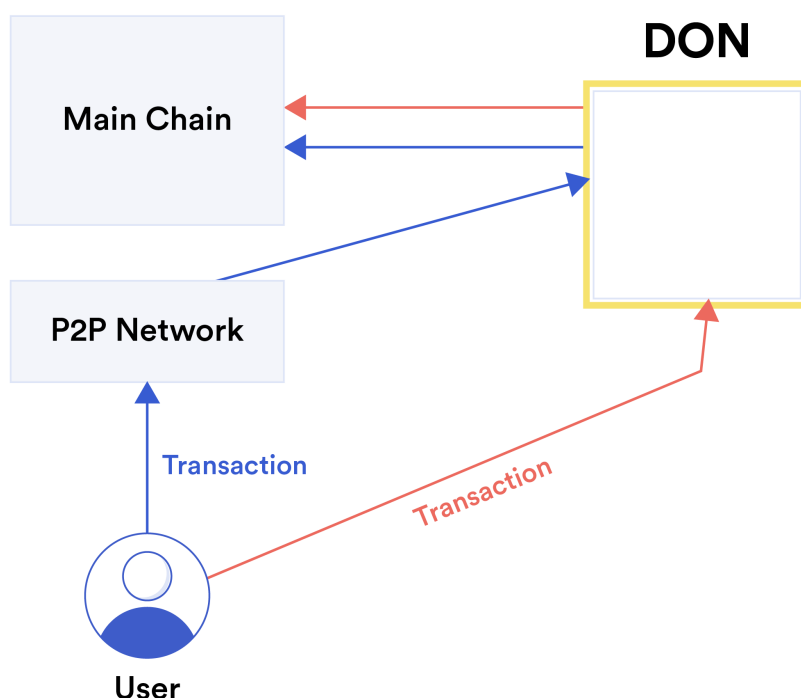 DON
Main Chain
P2P Network
Transaction
Transaction
User